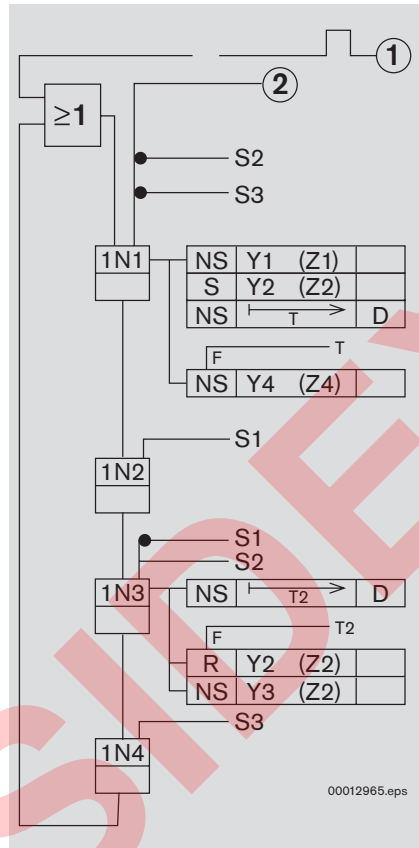 1
2
≥1
S2
S3
1N1
NS Y1 (Z1)
S Y2 (Z2)
NS T D
F T
NS Y4 (Z4)
S1
1N2
S1
S2
1N3
NS T2 D
F T2
R Y2 (Z2)
NS Y3 (Z2)
S3
1N4
00012965.eps